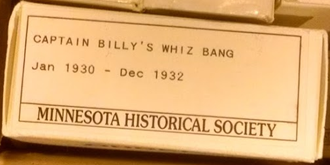 CAPTAIN BILLY'S WHIZ BANG
Jan 1930 - Dec 1932
MINNESOTA HISTORICAL SOCIETY